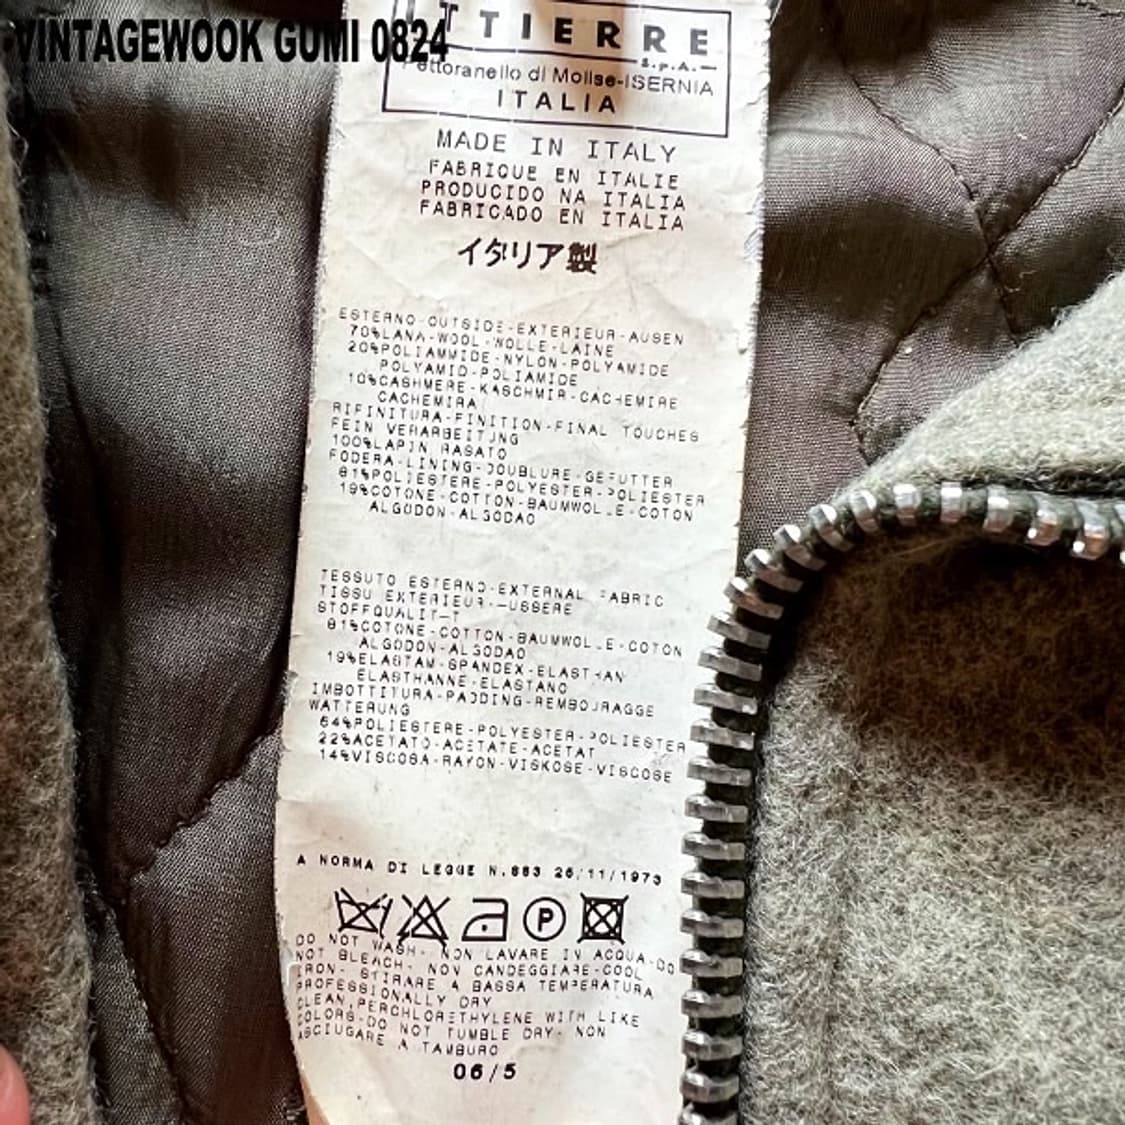 VINTAGEWOOK GUMI 0824
ITTIERRE
S.p.A.
Pettoranello di Molise-ISERNIA
ITALIA
MADE IN ITALY
FABRIQUE EN ITALIE
PRODUCIDO NA ITALIA
FABRICADO EN ITALIA
イタリア製
ESTERNO-OUTSIDE-EXTERIEUR-AUSEN
70%LANA-WOOL-WOLLE-LAINE
20%POLIAMMIDE-NYLON-POLYAMIDE
POLYAMID-POLIAMIDE
10%CASHMERE-KASCHMIR-CACHEMIRE
CACHEMIRA
RIFINITURA-FINITION-FINAL TOUCHES
FEIN VERARBEITUNG
100%LAPIN RASATO
FODERA-LINING-DOUBLURE-GEFUTTER
81%POLIESTERE-POLYESTER-POLIESTER
19%COTONE-COTTON-BAUMWOLLE-COTON
ALGODON-ALGODAO
TESSUTO ESTERNO-EXTERNAL FABRIC
TISSU EXTERIEUR-USSERE
STOFFQUALIT-T
81%COTONE-COTTON-BAUMWOLLE-COTON
ALGODON-ALGODAO
19%ELASTAM-SPANDEX-ELASTHAN
ELASTHANNE-ELASTANO
IMBOTTITURA-PADDING-REMBOURAGGE
WATTERUNG
64%POLIESTERE-POLYESTER-POLIESTER
22%ACETATO-ACETATE-ACETAT
14%VISCOSA-RAYON-VISKOSE-VISCOSE
A NORMA DI LEGGE N.883 26/11/1973
P
DO NOT WASH- NON LAVARE IN ACQUA-DO
NOT BLEACH- NON CANDEGGIARE-COOL
IRON- STIRARE A BASSA TEMPERATURA
PROFESSIONALLY DRY
CLEAN,PERCHLORETHYLENE WITH LIKE
COLORS-DO NOT TUMBLE DRY- NON
ASCIUGARE A TAMBURO
06/5